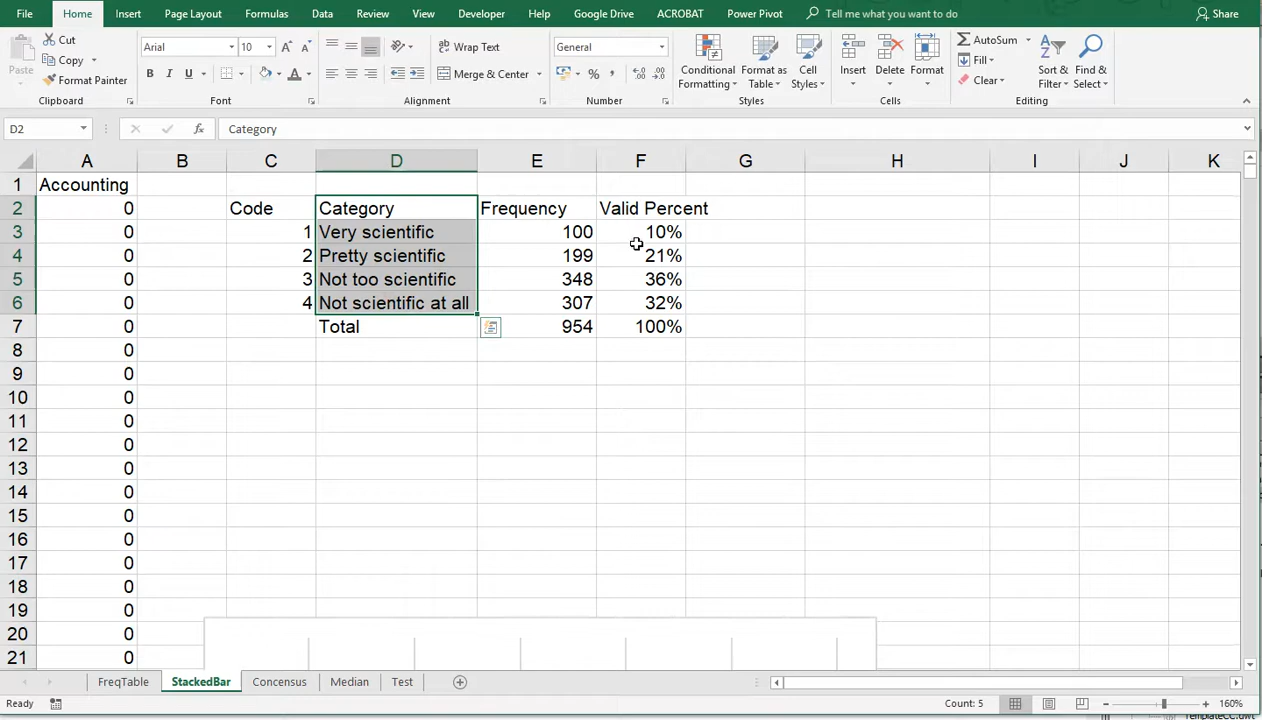 File Home Insert Page Layout Formulas Data Review View Developer Help Google Drive ACROBAT Power Pivot Tell me what you want to do Share
Cut
Copy
Format Painter
Paste
Clipboard
Arial 10 A A
B I U A
Font
Wrap Text
Merge & Center
Alignment
General
% , .0 .00 .00 .0
Number
Conditional Formatting
Format as Table
Cell Styles
Styles
Insert Delete Format
Cells
AutoSum
Fill
Clear
Sort & Filter
Find & Select
Editing
D2 fx Category
A B C D E F G H I J K
1 Accounting
2 0 Code Category Frequency Valid Percent
3 0 1 Very scientific 100 10%
4 0 2 Pretty scientific 199 21%
5 0 3 Not too scientific 348 36%
6 0 4 Not scientific at all 307 32%
7 0 Total 954 100%
8 0
9 0
10 0
11 0
12 0
13 0
14 0
15 0
16 0
17 0
18 0
19 0
20 0
21 0
FreqTable StackedBar Concensus Median Test
Ready Count: 5 160%